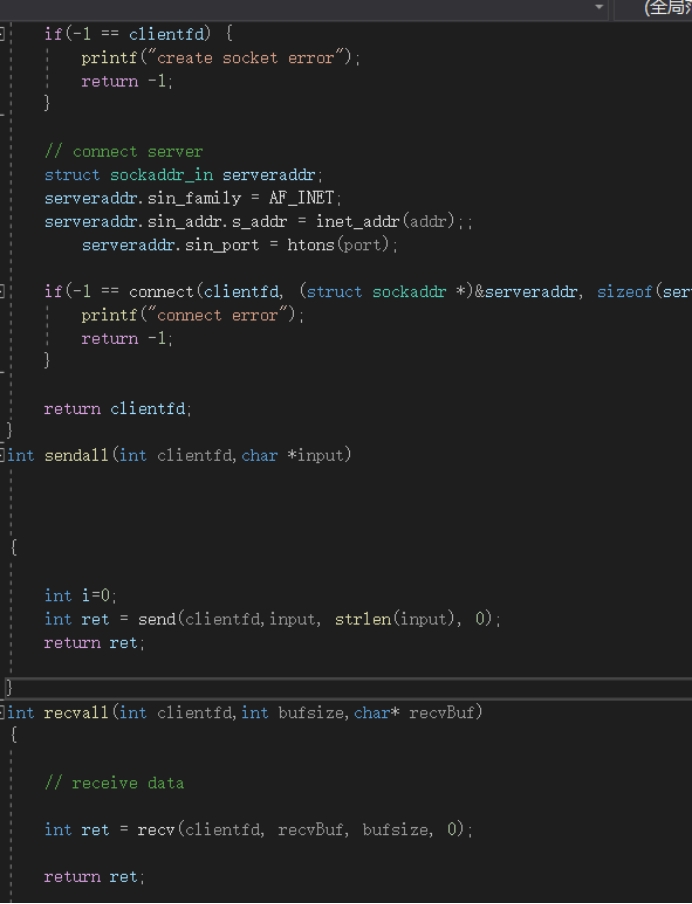 (全局
if(-1 == clientfd) {
printf("create socket error");
return -1;
}
// connect server
struct sockaddr_in serveraddr;
serveraddr.sin_family = AF_INET;
serveraddr.sin_addr.s_addr = inet_addr(addr);;
serveraddr.sin_port = htons(port);
if(-1 == connect(clientfd, (struct sockaddr *)&serveraddr, sizeof(ser
printf("connect error");
return -1;
}
return clientfd;
}
int sendall(int clientfd,char *input)
{
int i=0;
int ret = send(clientfd,input, strlen(input), 0);
return ret;
}
int recvall(int clientfd,int bufsize,char* recvBuf)
{
// receive data
int ret = recv(clientfd, recvBuf, bufsize, 0);
return ret;